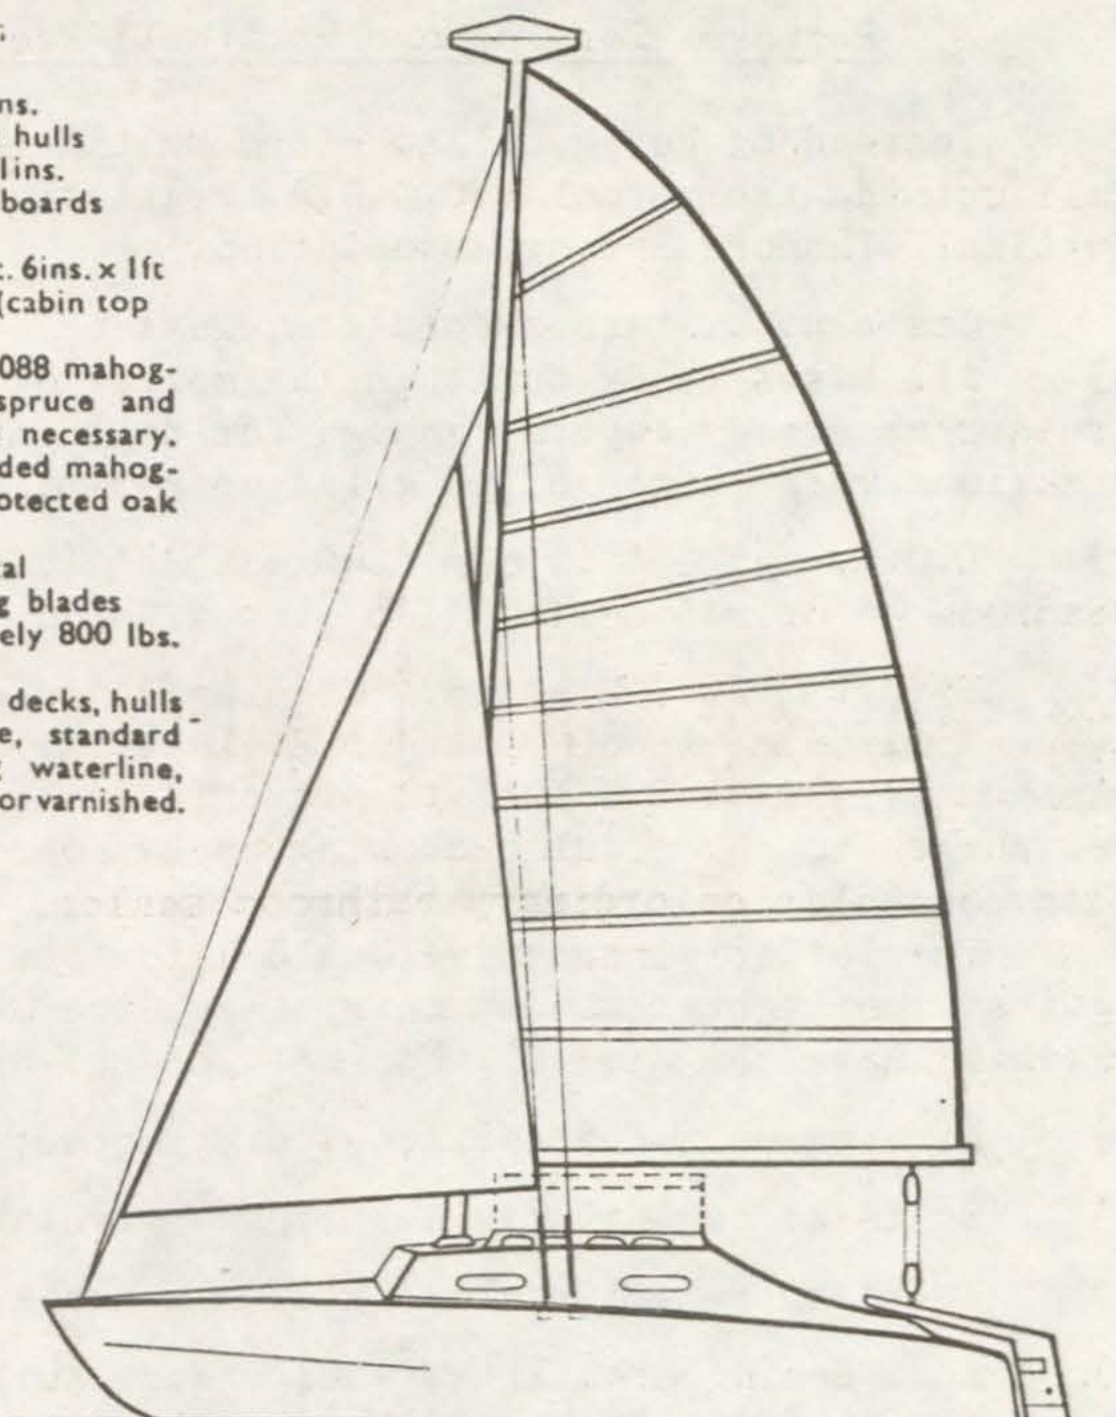 ns.
hulls
lins.
boards
t. 6ins. x 1ft
(cabin top
088 mahog-
spruce and
necessary.
ded mahog-
otected oak
al
g blades
ely 800 lbs.
decks, hulls
e, standard
g waterline,
or varnished.